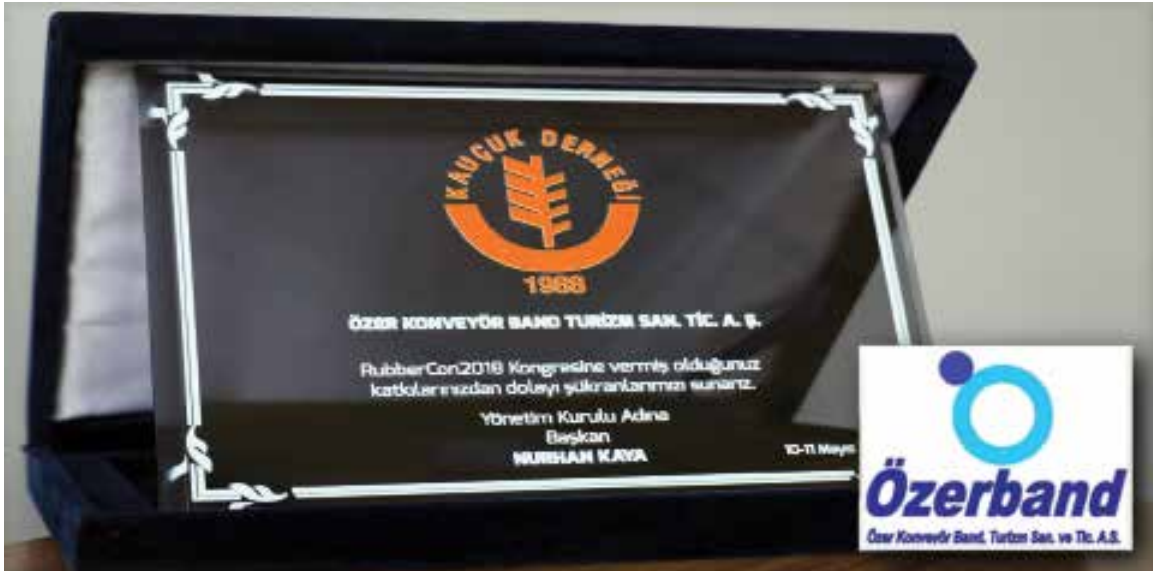 KAUÇUK DERNEĞİ
1988
ÖZER KONVEYÖR BAND TURİZM SAN. TİC. A. Ş.
RubberCon2018 Kongresine vermiş olduğunuz
katkılarınızdan dolayı şükranlarımızı sunarız.
Yönetim Kurulu Adına
Başkan
NURHAN KAYA
10-11 Mayıs
Özerband
Özer Konveyör Band, Turizm San. ve Tic. A.Ş.